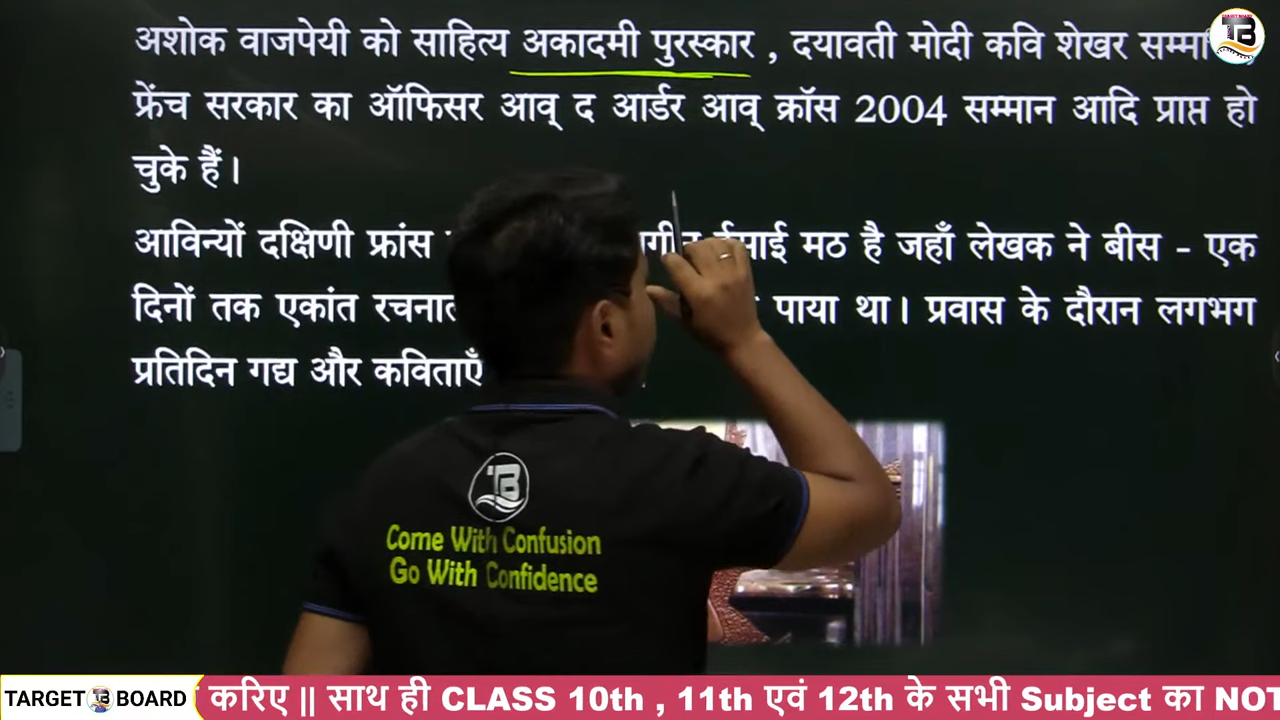 अशोक वाजपेयी को साहित्य अकादमी पुरस्कार , दयावती मोदी कवि शेखर
फ्रेंच सरकार का ऑफिसर आव् द आर्डर आव् क्रॉस 2004 सम्मान आदि प्राप्त हो
चुके हैं।
आविन्यों दक्षिणी फ्रांस मठ है जहाँ लेखक ने बीस - एक
दिनों तक एकांत पाया था। प्रवास के दौरान लगभग
प्रतिदिन गद्य और कविताएँ
TB
Come With Confusion
Go With Confidence
TARGET BOARD
करिए || साथ ही CLASS 10th , 11th एवं 12th के सभी Subject का